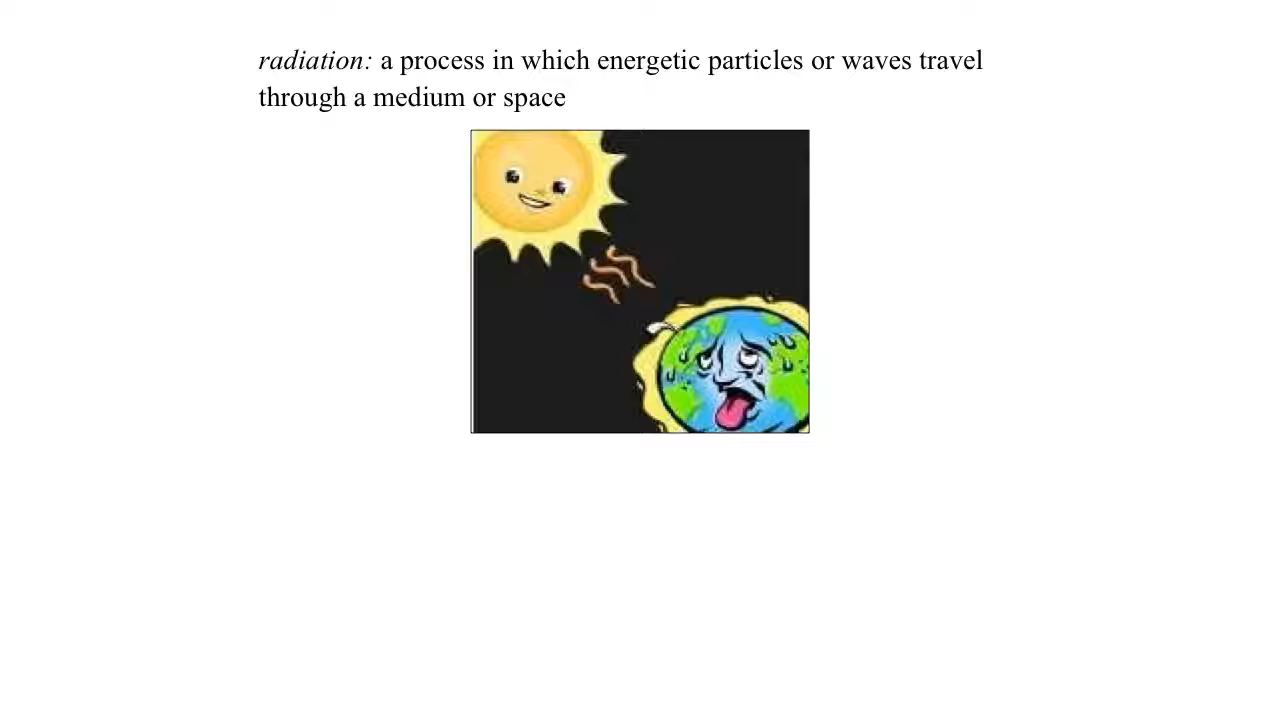 radiation: a process in which energetic particles or waves travel
through a medium or space